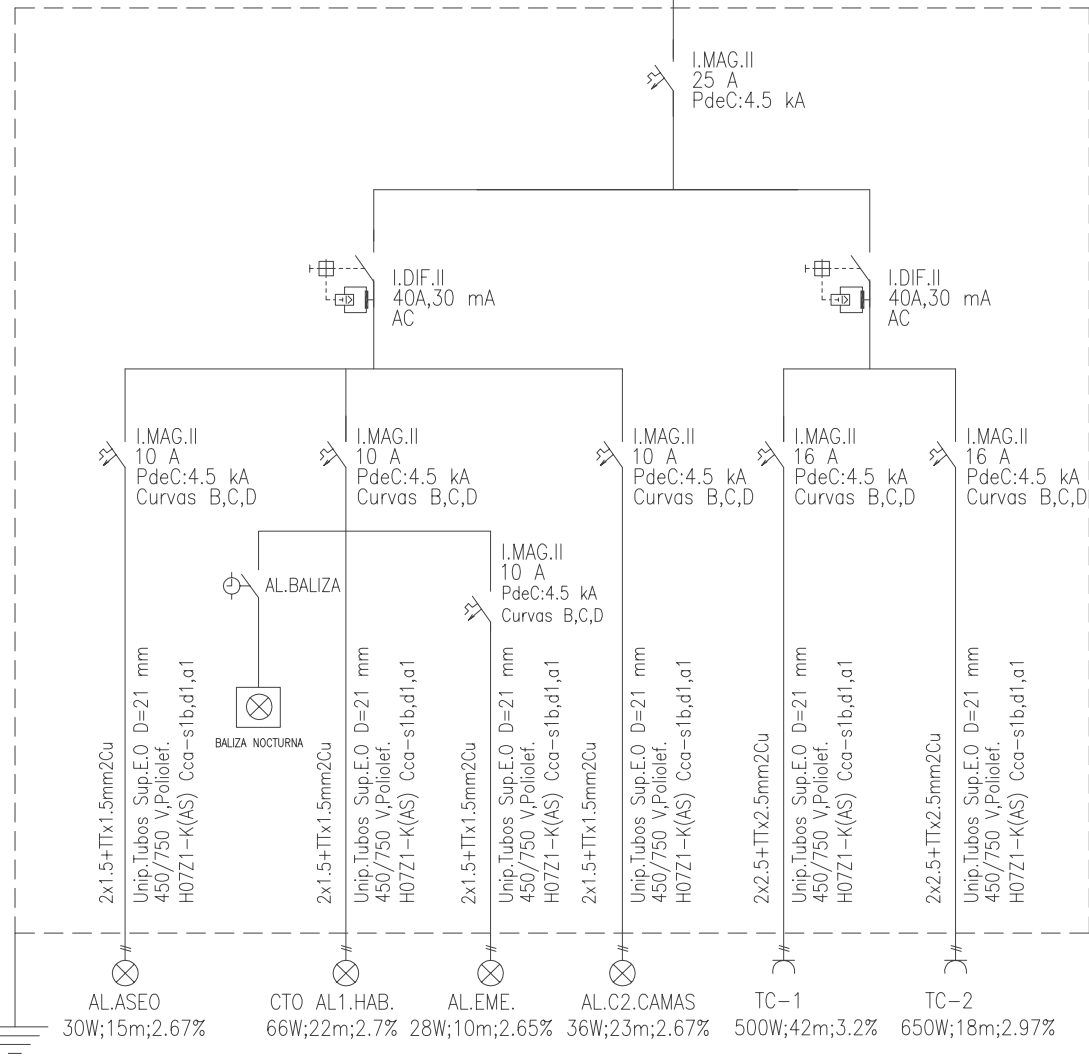 I.MAG.II
25 A
PdeC:4.5 kA
I.DIF.II
40A,30 mA
AC
I.DIF.II
40A,30 mA
AC
I.MAG.II
10 A
PdeC:4.5 kA
Curvas B,C,D
I.MAG.II
10 A
PdeC:4.5 kA
Curvas B,C,D
I.MAG.II
10 A
PdeC:4.5 kA
Curvas B,C,D
I.MAG.II
16 A
PdeC:4.5 kA
Curvas B,C,D
I.MAG.II
16 A
PdeC:4.5 kA
Curvas B,C,D
I.MAG.II
10 A
PdeC:4.5 kA
Curvas B,C,D
AL.BALIZA
BALIZA NOCTURNA
2x1.5+TTx1.5mm2Cu
Unip.Tubos Sup.E.O D=21 mm
450/750 V,Poliolef.
H07Z1-K(AS) Cca-s1b,d1,a1
2x1.5+TTx1.5mm2Cu
Unip.Tubos Sup.E.O D=21 mm
450/750 V,Poliolef.
H07Z1-K(AS) Cca-s1b,d1,a1
2x1.5+TTx1.5mm2Cu
Unip.Tubos Sup.E.O D=21 mm
450/750 V,Poliolef.
H07Z1-K(AS) Cca-s1b,d1,a1
2x1.5+TTx1.5mm2Cu
Unip.Tubos Sup.E.O D=21 mm
450/750 V,Poliolef.
H07Z1-K(AS) Cca-s1b,d1,a1
2x2.5+TTx2.5mm2Cu
Unip.Tubos Sup.E.O D=21 mm
450/750 V,Poliolef.
H07Z1-K(AS) Cca-s1b,d1,a1
2x2.5+TTx2.5mm2Cu
Unip.Tubos Sup.E.O D=21 mm
450/750 V,Poliolef.
H07Z1-K(AS) Cca-s1b,d1,a1
AL.ASEO
30W;15m;2.67%
CTO AL1.HAB.
66W;22m;2.7%
AL.EME.
28W;10m;2.65%
AL.C2.CAMAS
36W;23m;2.67%
TC-1
500W;42m;3.2%
TC-2
650W;18m;2.97%